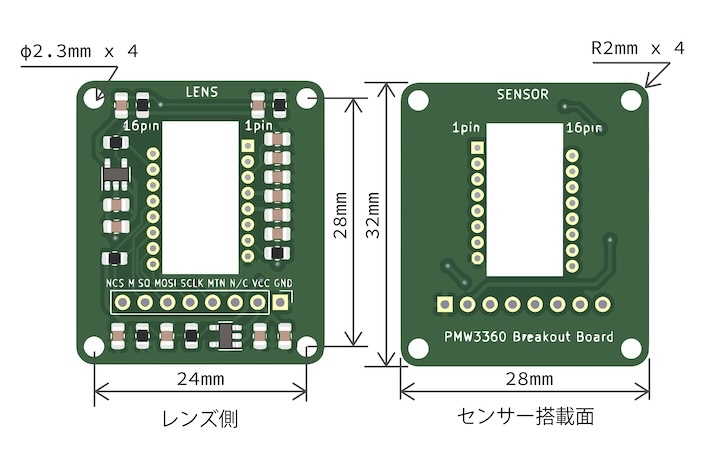 φ2.3mm x 4
R2mm x 4
LENS
16pin
1pin
NCS M SO MOSI SCLK MTN N/C VCC GND
28mm
32mm
24mm
レンズ側
SENSOR
1pin
16pin
PMW3360 Breakout Board
28mm
センサー搭載面